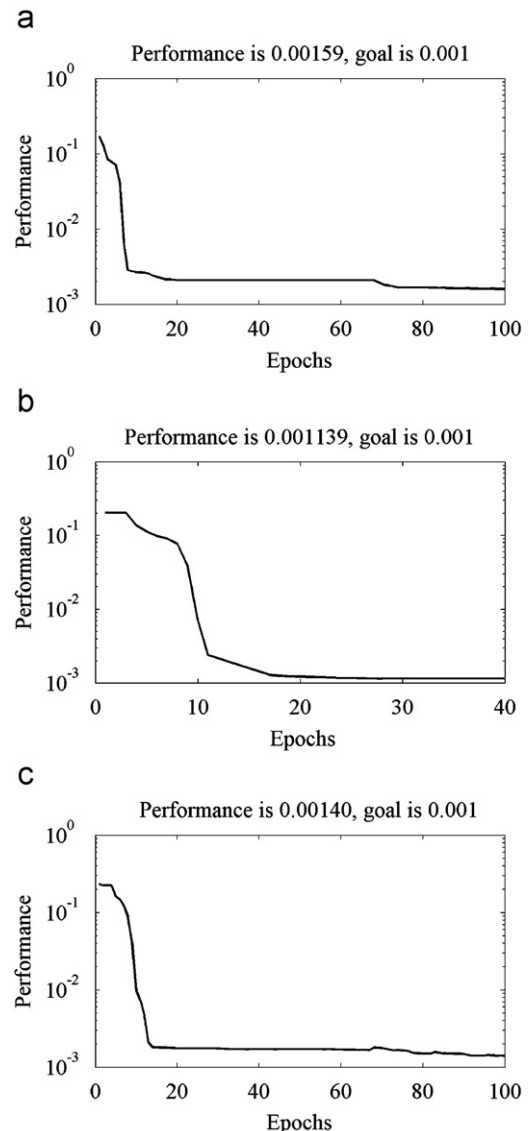 a
Performance is 0.00159, goal is 0.001
10^0
10^-1
10^-2
10^-3
Performance
0 20 40 60 80 100
Epochs
b
Performance is 0.001139, goal is 0.001
10^0
10^-1
10^-2
10^-3
Performance
0 10 20 30 40
Epochs
c
Performance is 0.00140, goal is 0.001
10^0
10^-1
10^-2
10^-3
Performance
0 20 40 60 80 100
Epochs